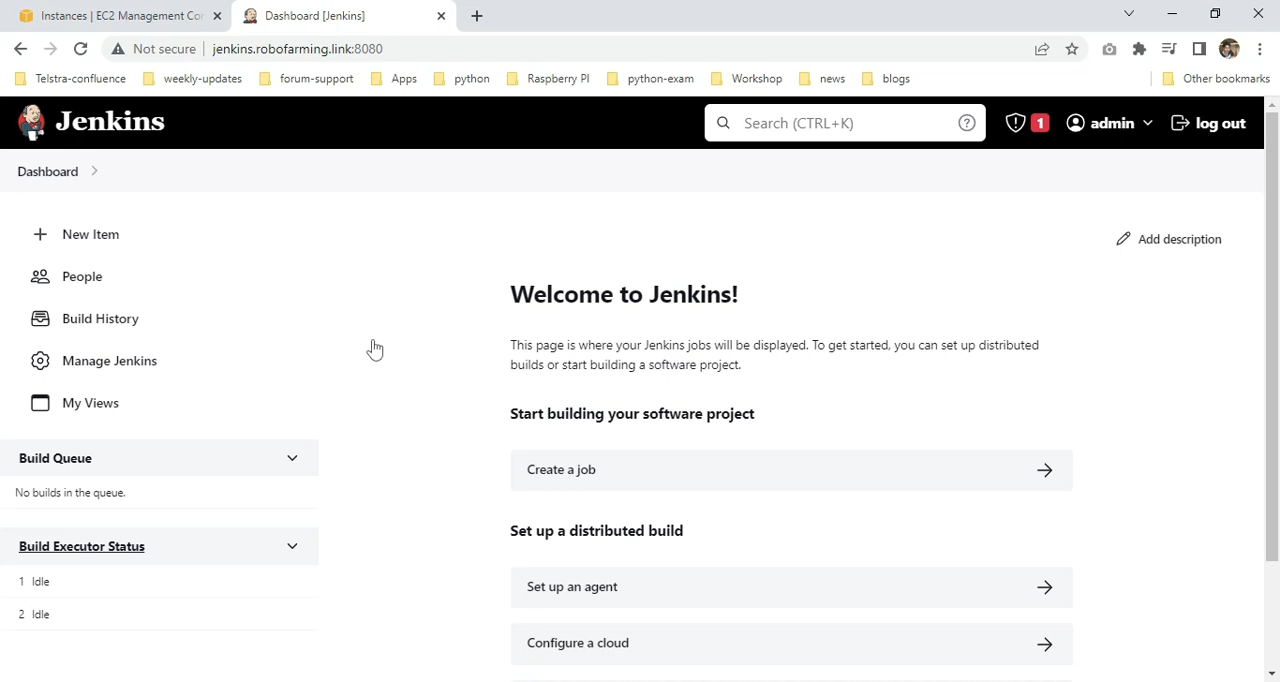 Instances | EC2 Management Cor
Dashboard [Jenkins]
Not secure
jenkins.robofarming.link:8080
Telstra-confluence
weekly-updates
forum-support
Apps
python
Raspberry PI
python-exam
Workshop
news
blogs
Other bookmarks
Jenkins
Search (CTRL+K)
1
admin
log out
Dashboard
New Item
People
Build History
Manage Jenkins
My Views
Build Queue
No builds in the queue.
Build Executor Status
1 Idle
2 Idle
Add description
Welcome to Jenkins!
This page is where your Jenkins jobs will be displayed. To get started, you can set up distributed
builds or start building a software project.
Start building your software project
Create a job
Set up a distributed build
Set up an agent
Configure a cloud